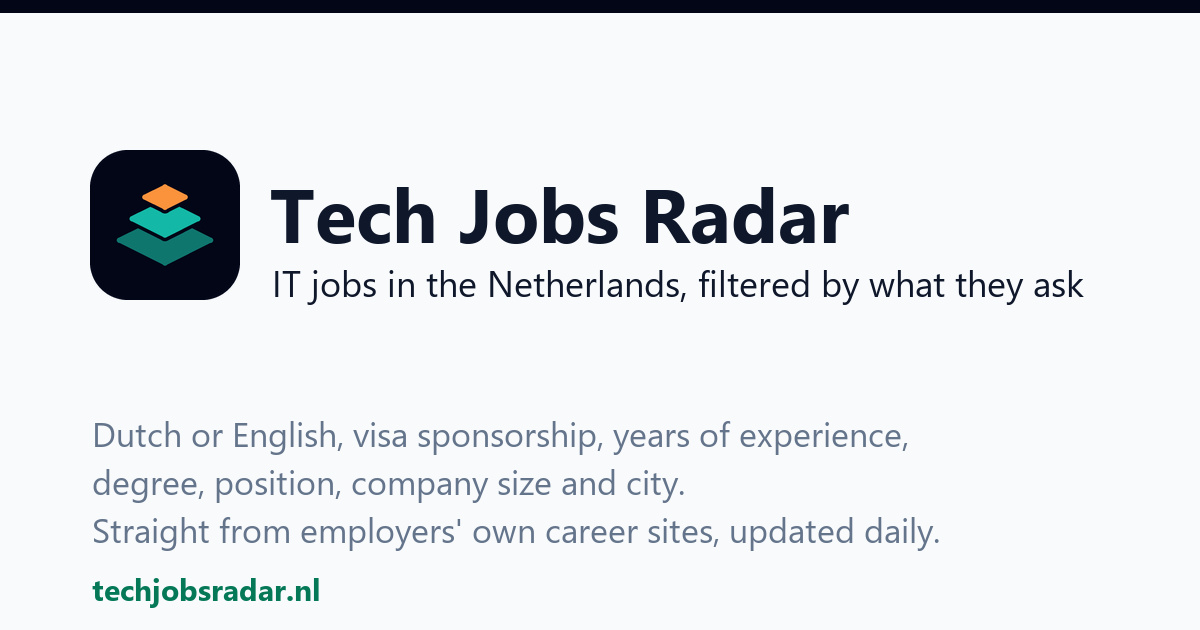 Tech Jobs Radar
IT jobs in the Netherlands, filtered by what they ask
Dutch or English, visa sponsorship, years of experience,
degree, position, company size and city.
Straight from employers' own career sites, updated daily.
techjobsradar.nl